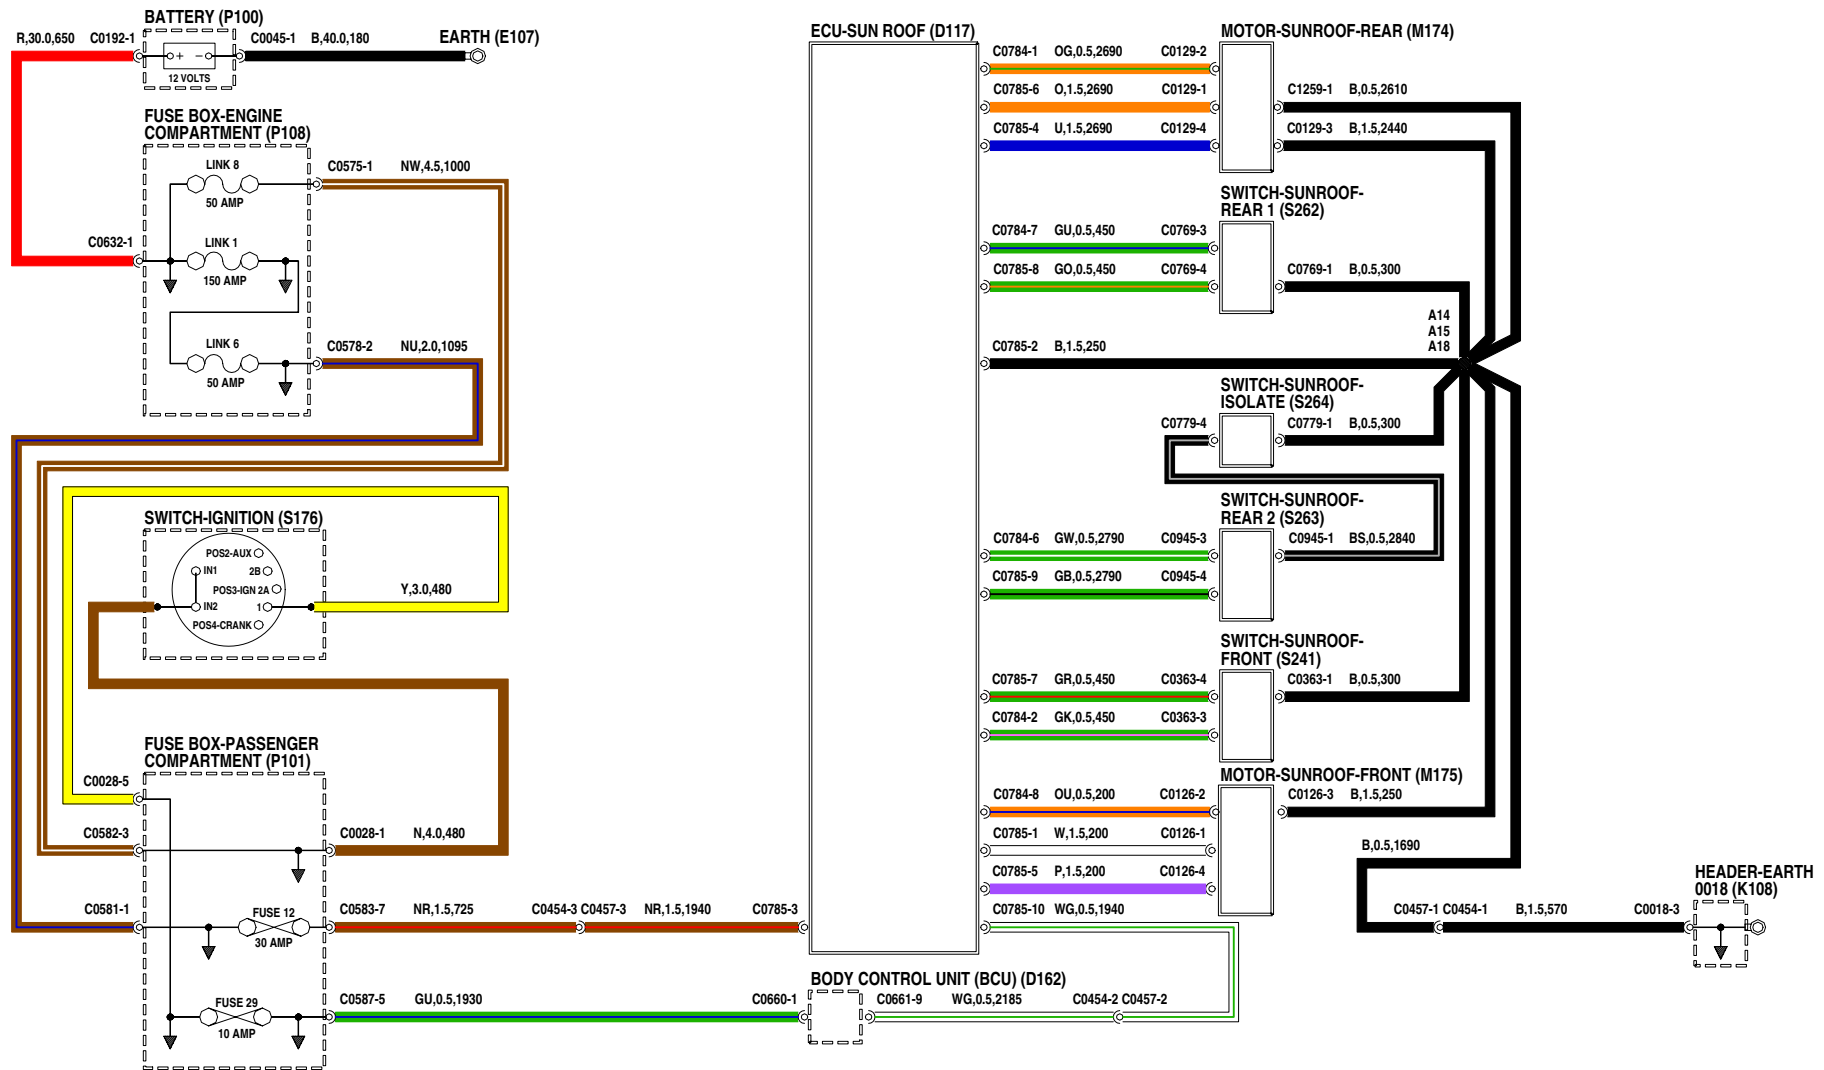 BATTERY (P100)
R,30.0,650 C0192-1 C0045-1 B,40.0,180 EARTH (E107)
+ −
12 VOLTS
FUSE BOX-ENGINE
COMPARTMENT (P108)
LINK 8
C0575-1 NW,4.5,1000
50 AMP
C0632-1
LINK 1
150 AMP
LINK 6
C0578-2 NU,2.0,1095
50 AMP
SWITCH-IGNITION (S176)
POS2-AUX
IN1 2B
POS3-IGN 2A
IN2 1
POS4-CRANK
Y,3.0,480
FUSE BOX-PASSENGER
COMPARTMENT (P101)
C0028-5
C0582-3 C0028-1 N,4.0,480
C0581-1
FUSE 12
30 AMP
C0583-7 NR,1.5,725 C0454-3 C0457-3 NR,1.5,1940 C0785-3
FUSE 29
10 AMP
C0587-5 GU,0.5,1930 C0660-1
ECU-SUN ROOF (D117)
MOTOR-SUNROOF-REAR (M174)
C0784-1 OG,0.5,2690 C0129-2
C0785-6 O,1.5,2690 C0129-1 C1259-1 B,0.5,2610
C0785-4 U,1.5,2690 C0129-4 C0129-3 B,1.5,2440
SWITCH-SUNROOF-
REAR 1 (S262)
C0784-7 GU,0.5,450 C0769-3
C0785-8 GO,0.5,450 C0769-4 C0769-1 B,0.5,300
A14
A15
A18
C0785-2 B,1.5,250
SWITCH-SUNROOF-
ISOLATE (S264)
C0779-4 C0779-1 B,0.5,300
SWITCH-SUNROOF-
REAR 2 (S263)
C0784-6 GW,0.5,2790 C0945-3 C0945-1 BS,0.5,2840
C0785-9 GB,0.5,2790 C0945-4
SWITCH-SUNROOF-
FRONT (S241)
C0785-7 GR,0.5,450 C0363-4 C0363-1 B,0.5,300
C0784-2 GK,0.5,450 C0363-3
MOTOR-SUNROOF-FRONT (M175)
C0784-8 OU,0.5,200 C0126-2 C0126-3 B,1.5,250
C0785-1 W,1.5,200 C0126-1
B,0.5,1690
C0785-5 P,1.5,200 C0126-4
C0785-10 WG,0.5,1940
HEADER-EARTH
0018 (K108)
C0457-1 C0454-1 B,1.5,570 C0018-3
BODY CONTROL UNIT (BCU) (D162)
C0661-9 WG,0.5,2185 C0454-2 C0457-2